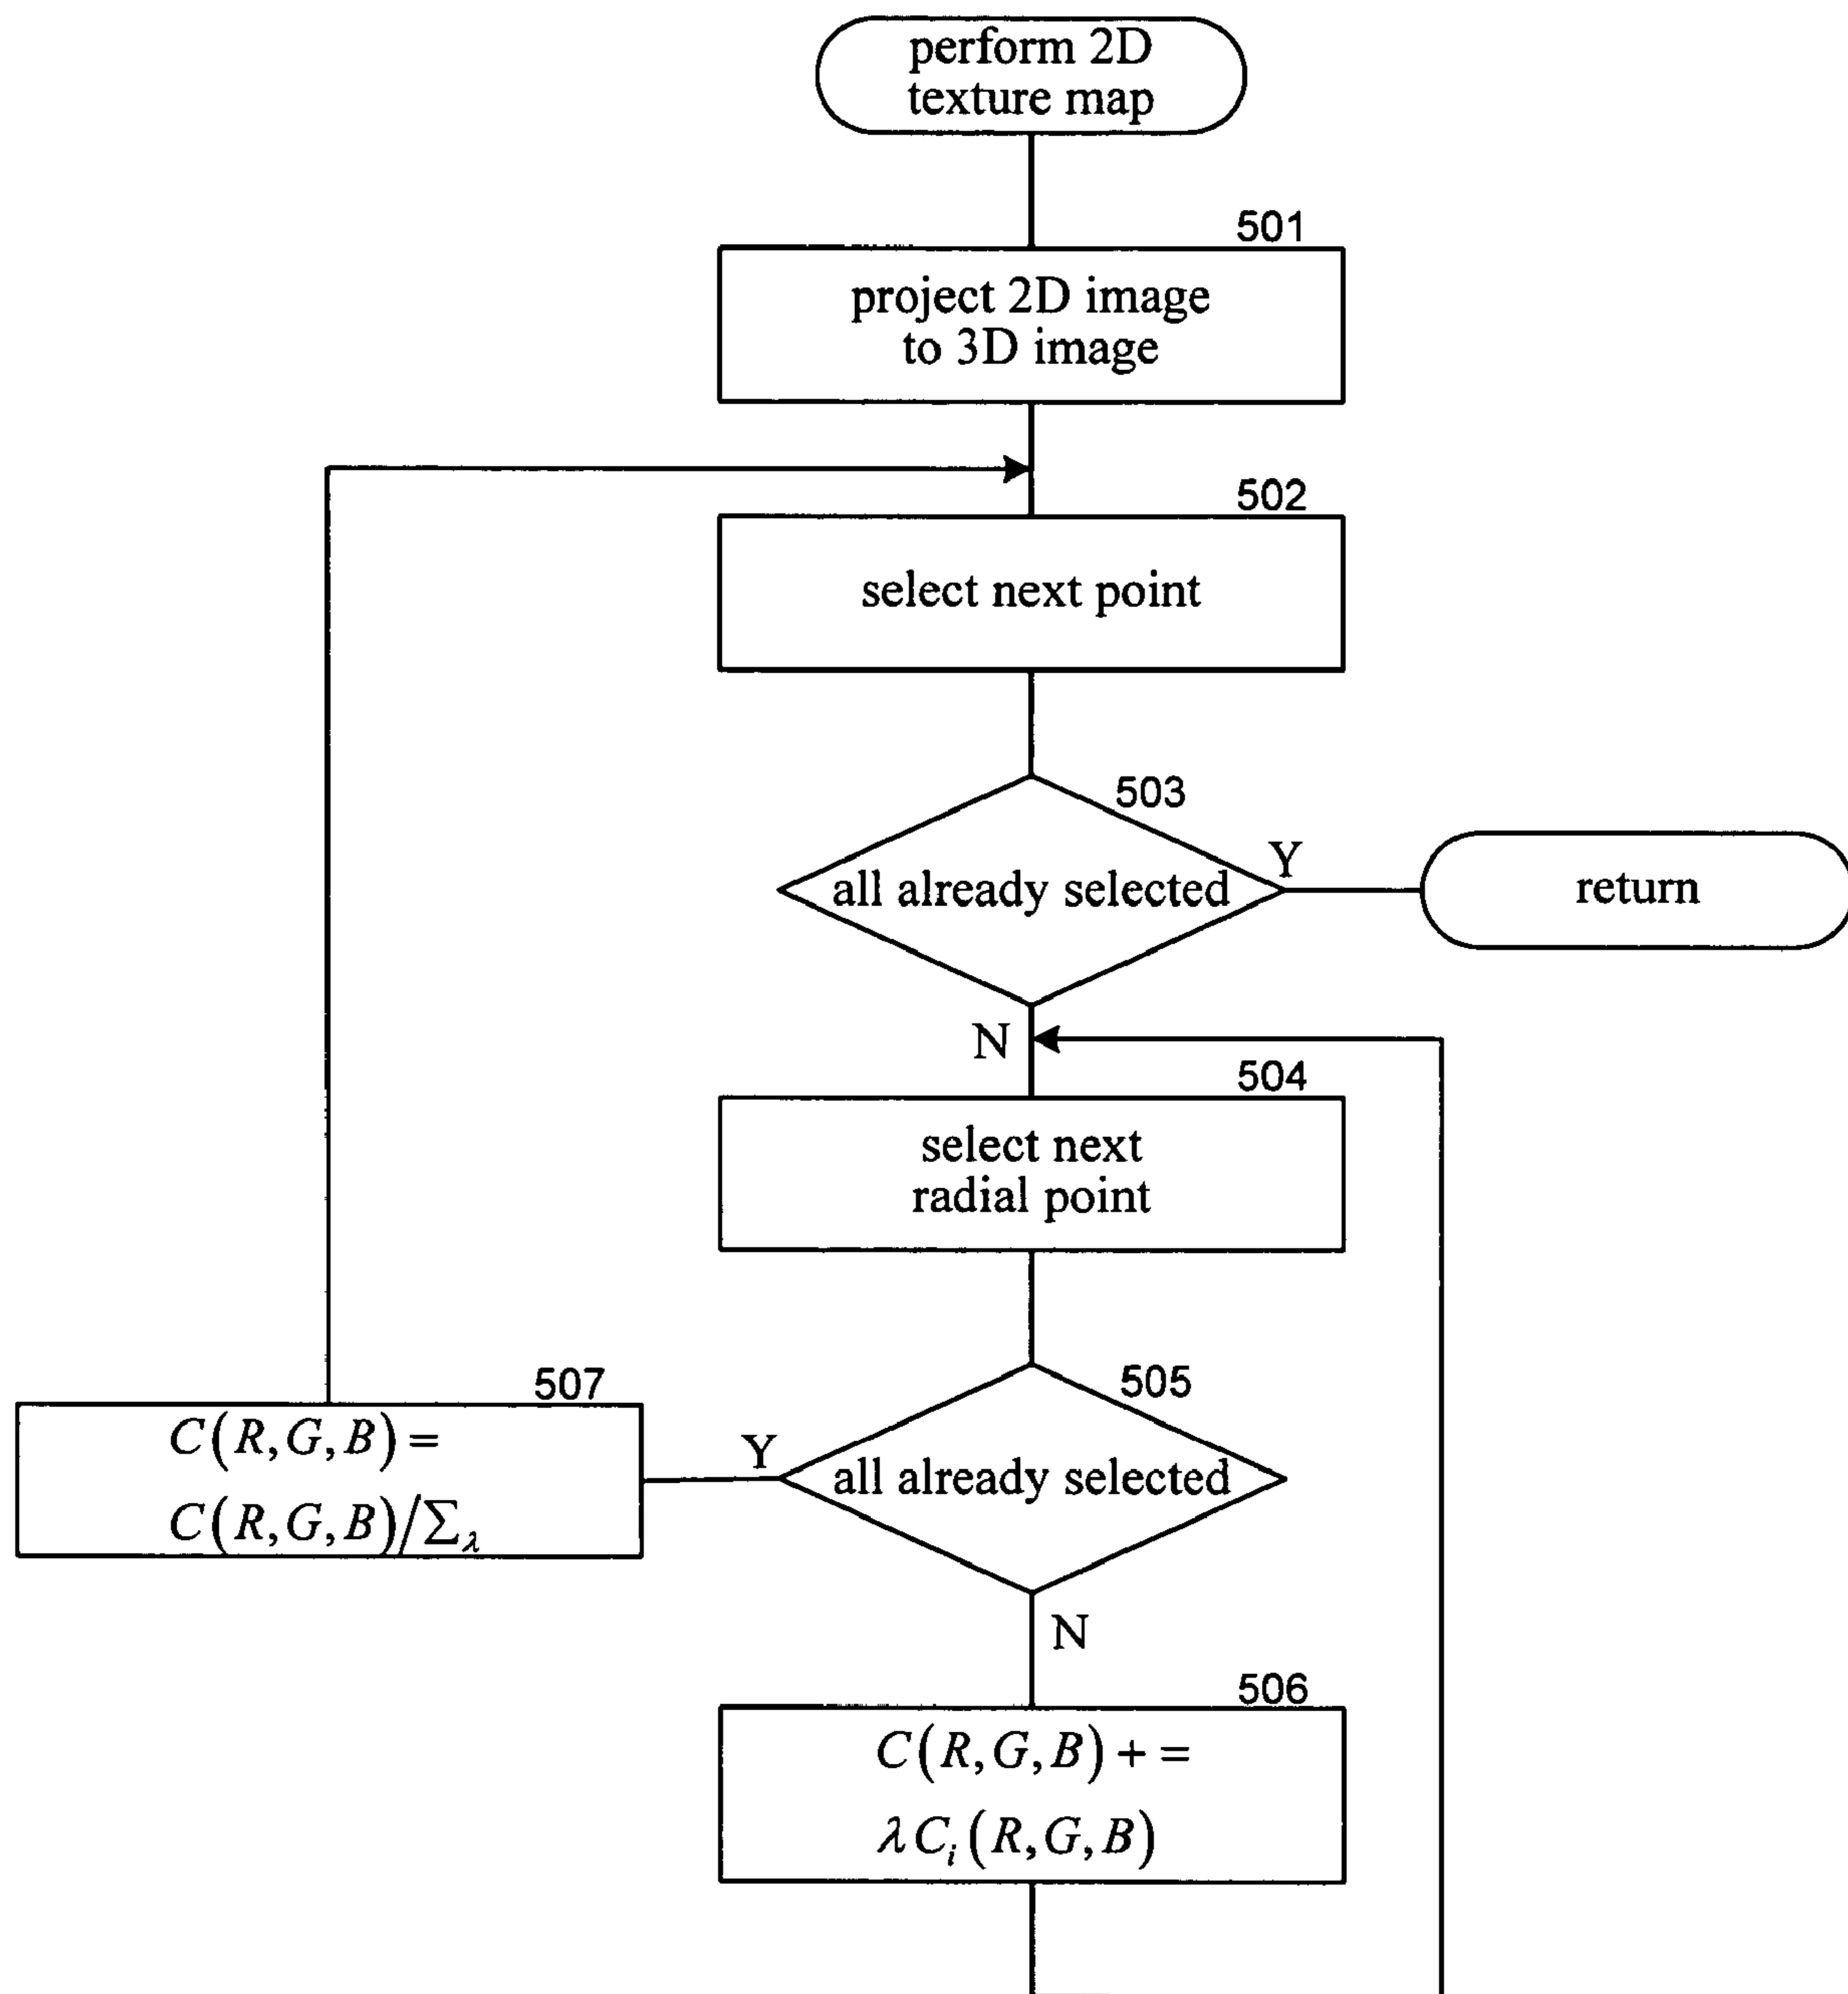 perform 2D
texture map
501
project 2D image
to 3D image
502
select next point
503
all already selected
Y
return
N
504
select next
radial point
505
all already selected
Y
507
C(R,G,B)=
C(R,G,B)/∑λ
N
506
C(R,G,B)+=
λCi(R,G,B)